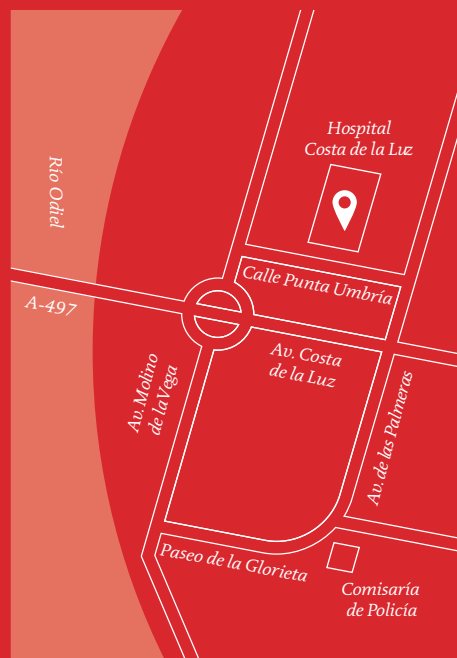 Hospital
Costa de la Luz
Río Odiel
Calle Punta Umbría
A-497
Av. Costa
de la Luz
Av. Molino
de la Vega
Av. de las Palmeras
Paseo de la Glorieta
Comisaría
de Policía